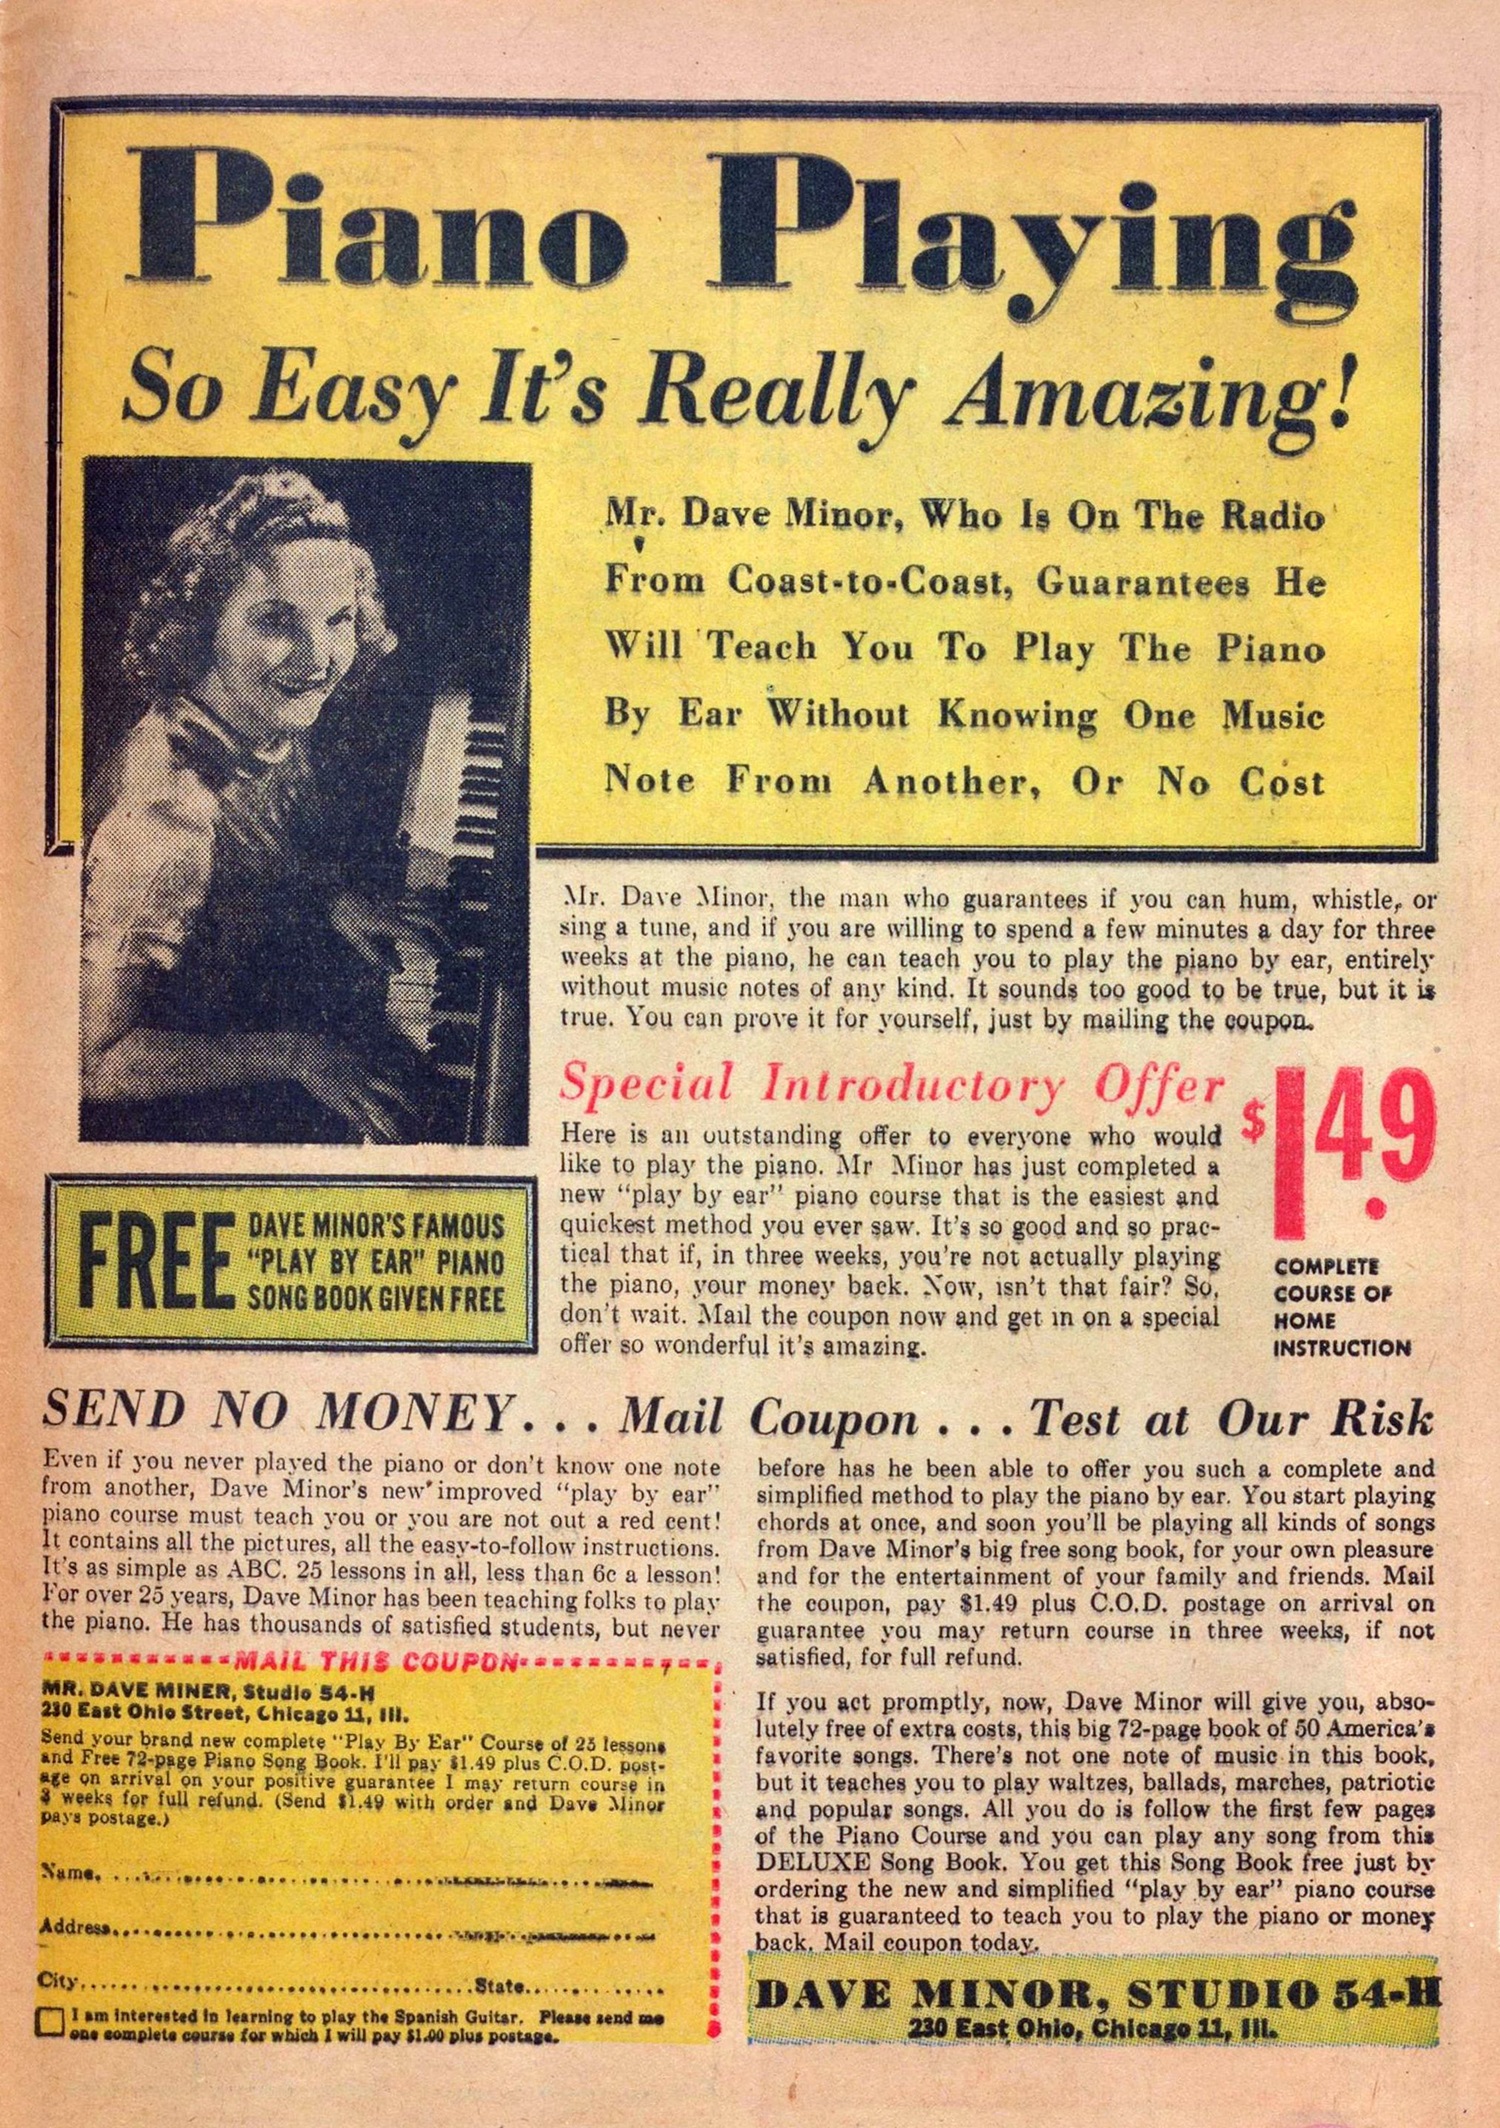 Piano Playing
So Easy It's Really Amazing!
Mr. Dave Minor, Who Is On The Radio
From Coast-to-Coast, Guarantees He
Will Teach You To Play The Piano
By Ear Without Knowing One Music
Note From Another, Or No Cost
Mr. Dave Minor, the man who guarantees if you can hum, whistle, or
sing a tune, and if you are willing to spend a few minutes a day for three
weeks at the piano, he can teach you to play the piano by ear, entirely
without music notes of any kind. It sounds too good to be true, but it is
true. You can prove it for yourself, just by mailing the coupon.
Special Introductory Offer
Here is an outstanding offer to everyone who would
like to play the piano. Mr Minor has just completed a
new "play by ear" piano course that is the easiest and
quickest method you ever saw. It's so good and so prac-
tical that if, in three weeks, you're not actually playing
the piano, your money back. Now, isn't that fair? So,
don't wait. Mail the coupon now and get in on a special
offer so wonderful it's amazing.
$1.49
COMPLETE
COURSE OF
HOME
INSTRUCTION
FREE
DAVE MINOR'S FAMOUS
"PLAY BY EAR" PIANO
SONG BOOK GIVEN FREE
SEND NO MONEY... Mail Coupon ... Test at Our Risk
Even if you never played the piano or don't know one note
from another, Dave Minor's new improved "play by ear"
piano course must teach you or you are not out a red cent!
It contains all the pictures, all the easy-to-follow instructions.
It's as simple as ABC. 25 lessons in all, less than 6c a lesson!
For over 25 years, Dave Minor has been teaching folks to play
the piano. He has thousands of satisfied students, but never
before has he been able to offer you such a complete and
simplified method to play the piano by ear. You start playing
chords at once, and soon you'll be playing all kinds of songs
from Dave Minor's big free song book, for your own pleasure
and for the entertainment of your family and friends. Mail
the coupon, pay $1.49 plus C.O.D. postage on arrival on
guarantee you may return course in three weeks, if not
satisfied, for full refund.
If you act promptly, now, Dave Minor will give you, abso-
lutely free of extra costs, this big 72-page book of 50 America's
favorite songs. There's not one note of music in this book,
but it teaches you to play waltzes, ballads, marches, patriotic
and popular songs. All you do is follow the first few pages
of the Piano Course and you can play any song from this
DELUXE Song Book. You get this Song Book free just by
ordering the new and simplified "play by ear" piano course
that is guaranteed to teach you to play the piano or money
back. Mail coupon today.
MAIL THIS COUPON
MR. DAVE MINER, Studio 54-H
230 East Ohio Street, Chicago 11, Ill.
Send your brand new complete "Play By Ear" Course of 25 lessons
and Free 72-page Piano Song Book. I'll pay $1.49 plus C.O.D. post-
age on arrival on your positive guarantee I may return course in
3 weeks for full refund. (Send $1.49 with order and Dave Minor
pays postage.)
Name
Address
City State
I am interested in learning to play the Spanish Guitar. Please send me
one complete course for which I will pay $1.00 plus postage.
DAVE MINOR, STUDIO 54-H
230 East Ohio, Chicago 11, Ill.